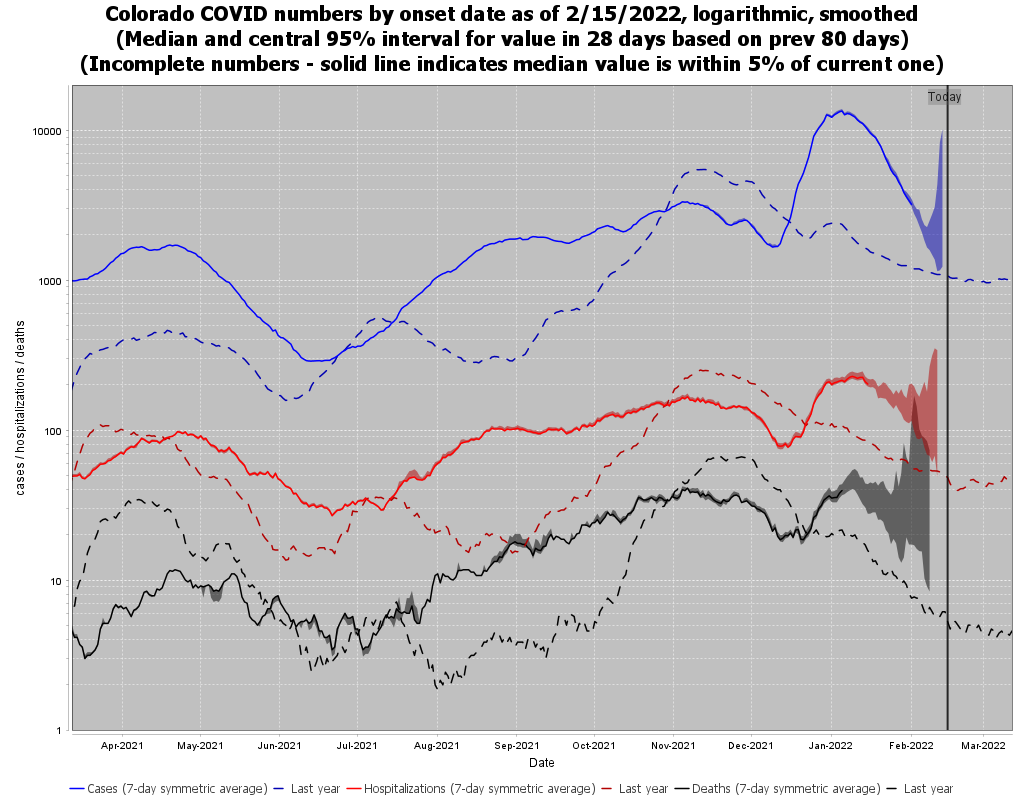 Colorado COVID numbers by onset date as of 2/15/2022, logarithmic, smoothed
(Median and central 95% interval for value in 28 days based on prev 80 days)
(Incomplete numbers - solid line indicates median value is within 5% of current one)
Today
10000
1000
100
10
1
cases / hospitalizations / deaths
Apr-2021 May-2021 Jun-2021 Jul-2021 Aug-2021 Sep-2021 Oct-2021 Nov-2021 Dec-2021 Jan-2022 Feb-2022 Mar-2022
Date
Cases (7-day symmetric average) Last year Hospitalizations (7-day symmetric average) Last year Deaths (7-day symmetric average) Last year